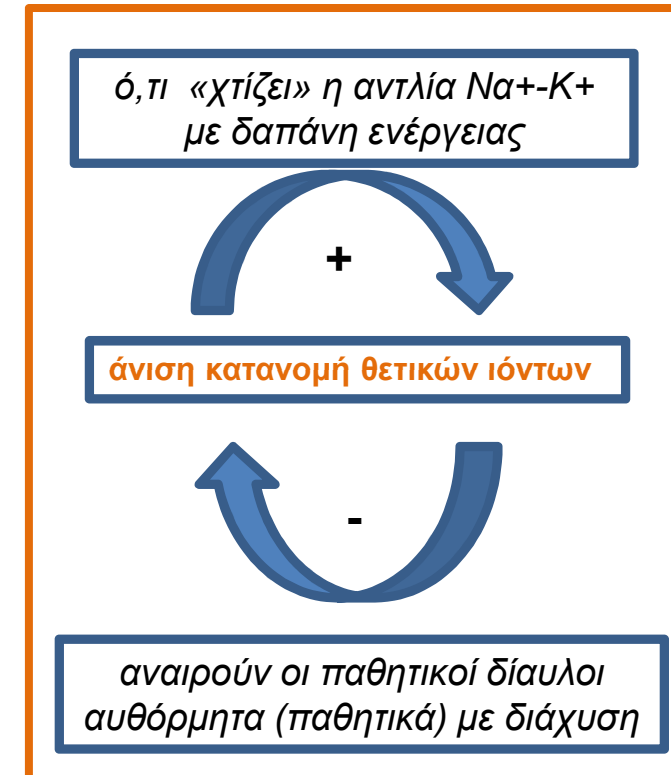 ό,τι «χτίζει» η αντλία Να+-Κ+
με δαπάνη ενέργειας
+
άνιση κατανομή θετικών ιόντων
-
αναιρούν οι παθητικοί δίαυλοι
αυθόρμητα (παθητικά) με διάχυση